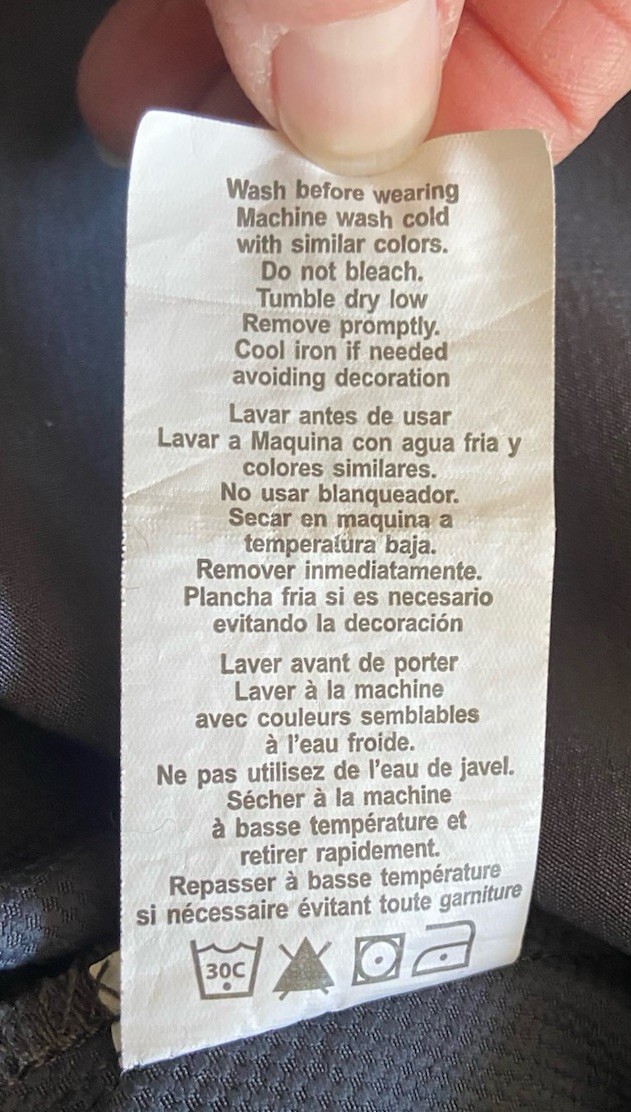 Wash before wearing
Machine wash cold
with similar colors.
Do not bleach.
Tumble dry low
Remove promptly.
Cool iron if needed
avoiding decoration
Lavar antes de usar
Lavar a Maquina con agua fria y
colores similares.
No usar blanqueador.
Secar en maquina a
temperatura baja.
Remover inmediatamente.
Plancha fria si es necesario
evitando la decoración
Laver avant de porter
Laver à la machine
avec couleurs semblables
à l'eau froide.
Ne pas utilisez de l'eau de javel.
Sécher à la machine
à basse température et
retirer rapidement.
Repasser à basse température
si nécessaire évitant toute garniture
30C